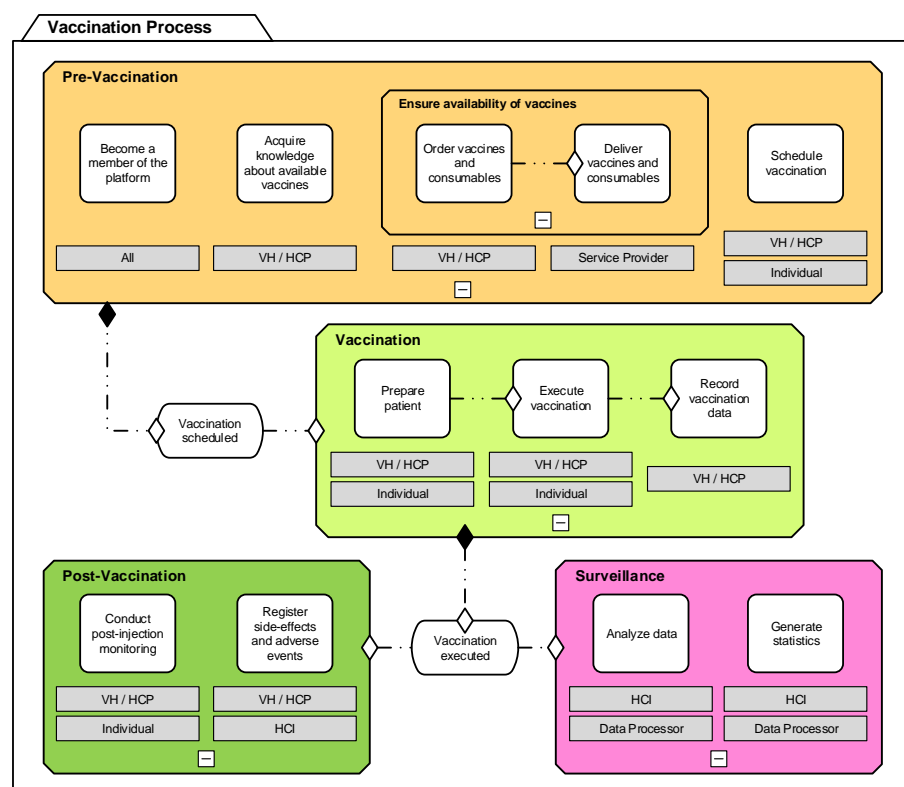 Vaccination Process
Pre-Vaccination
Ensure availability of vaccines
Become a
member of the
platform
Acquire
knowledge
about available
vaccines
Order vaccines
and
consumables
Deliver
vaccines and
consumables
Schedule
vaccination
All
VH / HCP
VH / HCP
Service Provider
VH / HCP
Individual
Vaccination
scheduled
Vaccination
Prepare
patient
Execute
vaccination
Record
vaccination
data
VH / HCP
Individual
VH / HCP
Individual
VH / HCP
Post-Vaccination
Conduct
post-injection
monitoring
Register
side-effects
and adverse
events
VH / HCP
Individual
VH / HCP
HCI
Vaccination
executed
Surveillance
Analyze data
Generate
statistics
HCI
Data Processor
HCI
Data Processor